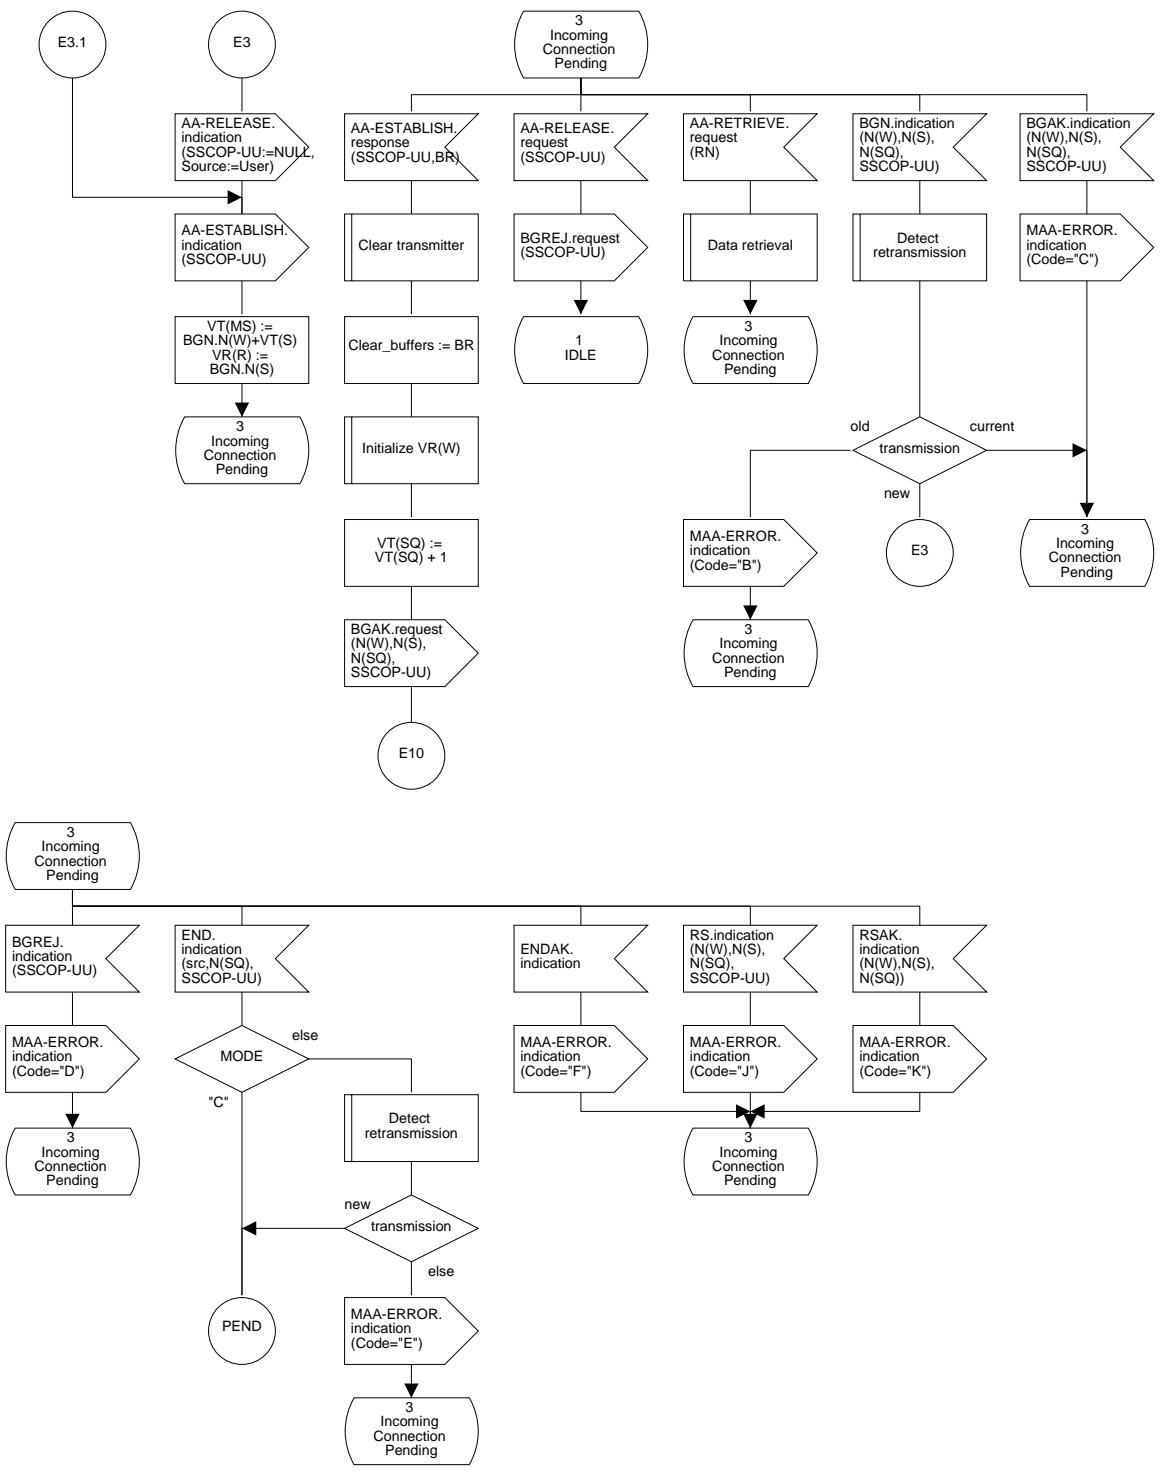 E3.1
E3
3
Incoming
Connection
Pending
AA-RELEASE.
indication
(SSCOP-UU:=NULL,
Source:=User)
AA-ESTABLISH.
response
(SSCOP-UU,BR)
AA-RELEASE.
request
(SSCOP-UU)
AA-RETRIEVE.
request
(RN)
BGN.indication
(N(W),N(S),
N(SQ),
SSCOP-UU)
BGAK.indication
(N(W),N(S),
N(SQ),
SSCOP-UU)
AA-ESTABLISH.
indication
(SSCOP-UU)
Clear transmitter
BGREJ.request
(SSCOP-UU)
Data retrieval
Detect
retransmission
MAA-ERROR.
indication
(Code="C")
VT(MS) :=
BGN.N(W)+VT(S)
VR(R) :=
BGN.N(S)
Clear_buffers := BR
1
IDLE
3
Incoming
Connection
Pending
3
Incoming
Connection
Pending
Initialize VR(W)
old
current
transmission
new
VT(SQ) :=
VT(SQ) + 1
MAA-ERROR.
indication
(Code="B")
E3
3
Incoming
Connection
Pending
BGAK.request
(N(W),N(S),
N(SQ),
SSCOP-UU)
3
Incoming
Connection
Pending
E10
3
Incoming
Connection
Pending
BGREJ.
indication
(SSCOP-UU)
END.
indication
(src,N(SQ),
SSCOP-UU)
ENDAK.
indication
RS.indication
(N(W),N(S),
N(SQ),
SSCOP-UU)
RSAK.
indication
(N(W),N(S),
N(SQ))
MAA-ERROR.
indication
(Code="D")
MODE
else
"C"
MAA-ERROR.
indication
(Code="F")
MAA-ERROR.
indication
(Code="J")
MAA-ERROR.
indication
(Code="K")
3
Incoming
Connection
Pending
Detect
retransmission
3
Incoming
Connection
Pending
new
transmission
else
PEND
MAA-ERROR.
indication
(Code="E")
3
Incoming
Connection
Pending